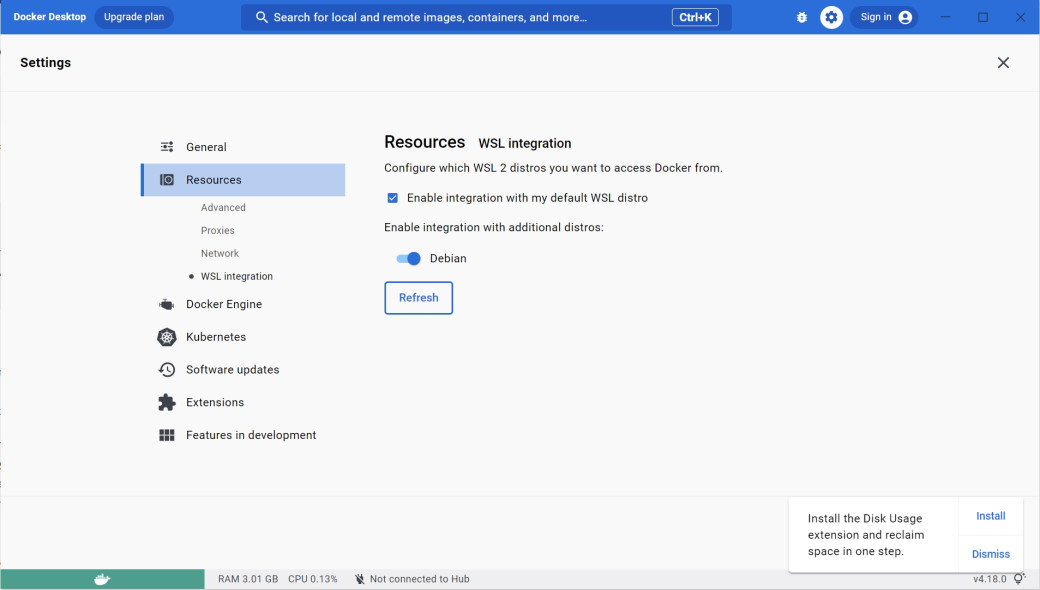 Docker Desktop Upgrade plan Search for local and remote images, containers, and more... Ctrl+K Sign in
Settings
General
Resources
Advanced
Proxies
Network
WSL integration
Docker Engine
Kubernetes
Software updates
Extensions
Features in development
Resources WSL integration
Configure which WSL 2 distros you want to access Docker from.
Enable integration with my default WSL distro
Enable integration with additional distros:
Debian
Refresh
Install the Disk Usage
extension and reclaim
space in one step.
Install
Dismiss
RAM 3.01 GB CPU 0.13% Not connected to Hub v4.18.0